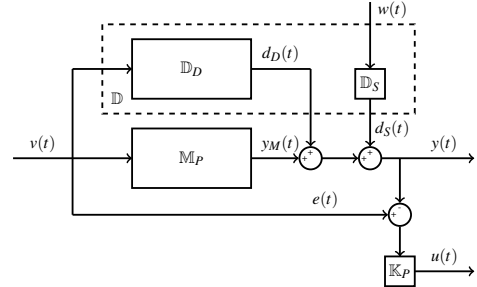 w(t)
𝔻_D
d_D(t)
𝔻_S
𝔻
d_S(t)
v(t)
𝕄_P
y_M(t)
+
+
+
+
y(t)
e(t)
+
-
𝕂_P
u(t)